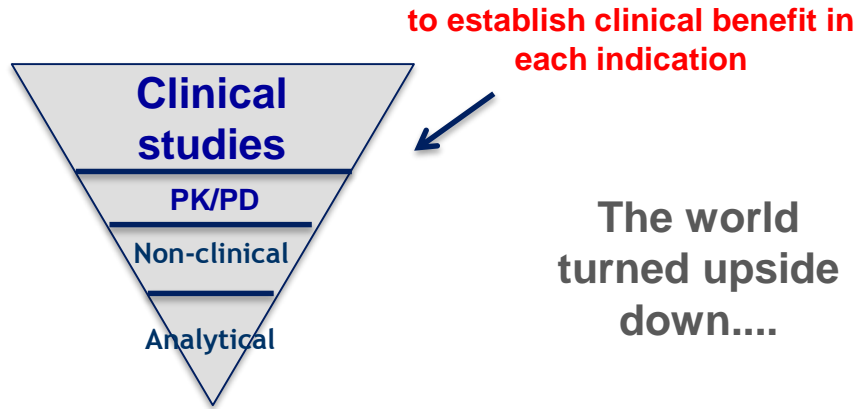 to establish clinical benefit in
each indication
Clinical
studies
PK/PD
Non-clinical
Analytical
The world
turned upside
down....